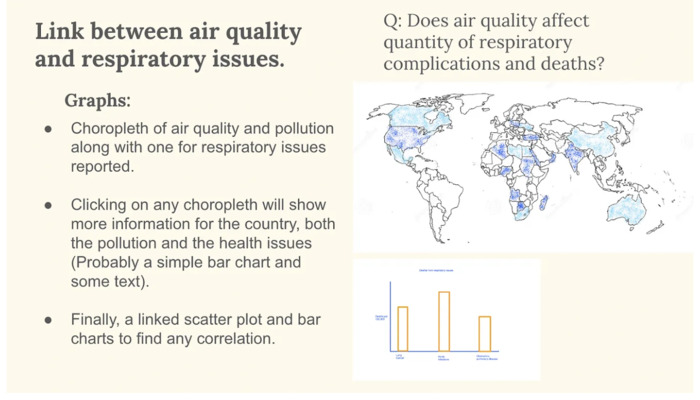 Link between air quality
and respiratory issues.
Q: Does air quality affect
quantity of respiratory
complications and deaths?
Graphs:
● Choropleth of air quality and pollution
along with one for respiratory issues
reported.
● Clicking on any choropleth will show
more information for the country, both
the pollution and the health issues
(Probably a simple bar chart and
some text).
● Finally, a linked scatter plot and bar
charts to find any correlation.